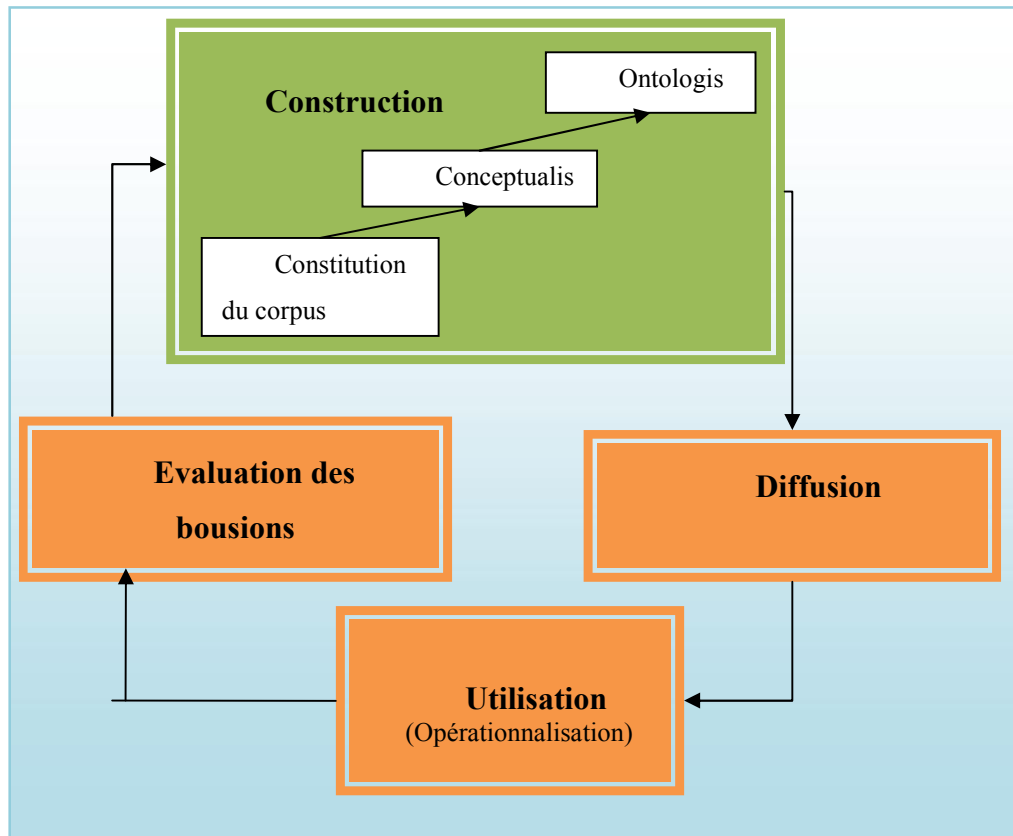 Construction
Ontologis
Conceptualis
Constitution
du corpus
Evaluation des
bousions
Diffusion
Utilisation
(Opérationnalisation)